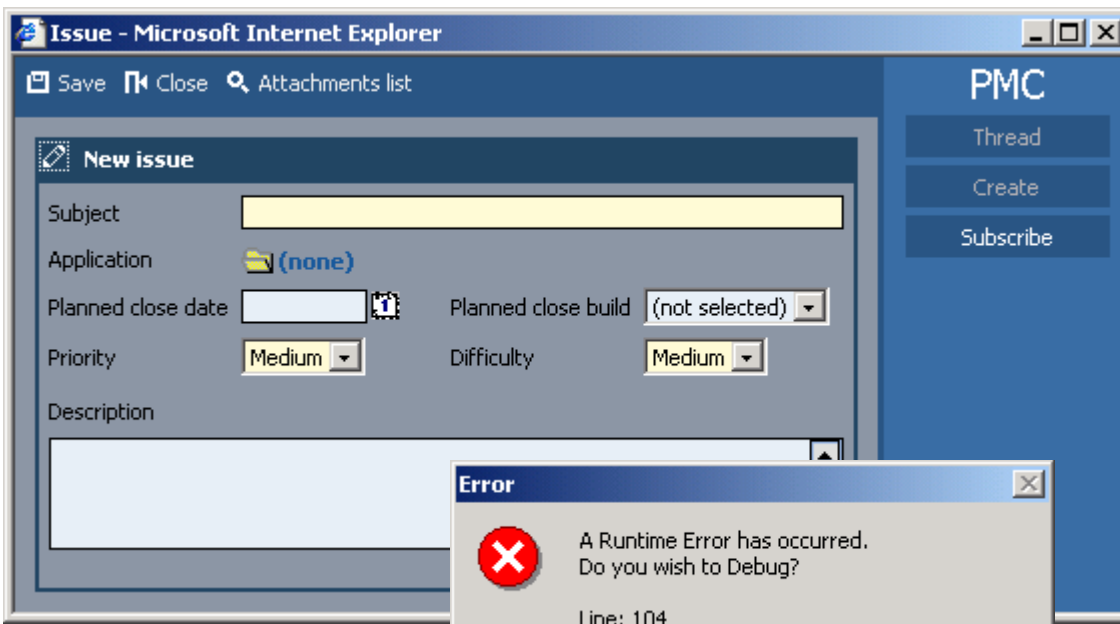 Issue - Microsoft Internet Explorer
Save Close Attachments list
PMC
Thread
Create
Subscribe
New issue
Subject
Application (none)
Planned close date 1 Planned close build (not selected)
Priority Medium Difficulty Medium
Description
Error
A Runtime Error has occurred.
Do you wish to Debug?
Line: 104